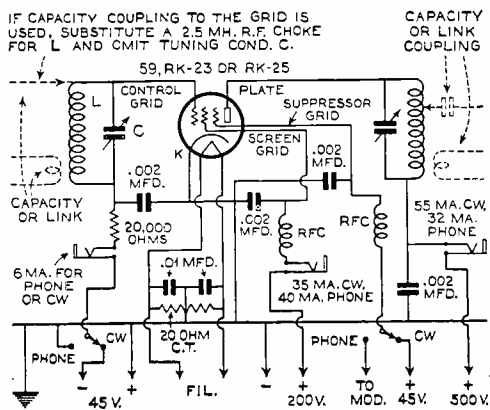 IF CAPACITY COUPLING TO THE GRID IS
USED, SUBSTITUTE A 2.5 MH. R.F. CHOKE
FOR L AND CMIT TUNING COND. C.
CAPACITY
OR LINK
COUPLING
59, RK-23 OR RK-25
CONTROL
GRID
PLATE
SUPPRESSOR
GRID
SCREEN
GRID
L
C
K
.002
MFD.
.002
MFD.
.002
MFD.
CAPACITY
OR LINK
20,000
OHMS
RFC
RFC
55 MA. CW,
32 MA.
PHONE
6 MA. FOR
PHONE
OR CW
.01 MFD.
35 MA. CW,
40 MA. PHONE
.002
MFD.
20 OHM
C.T.
PHONE
CW
PHONE
CW
- + FIL. - + TO + +
45 V. 200 V. MOD. 45 V. 500 V.